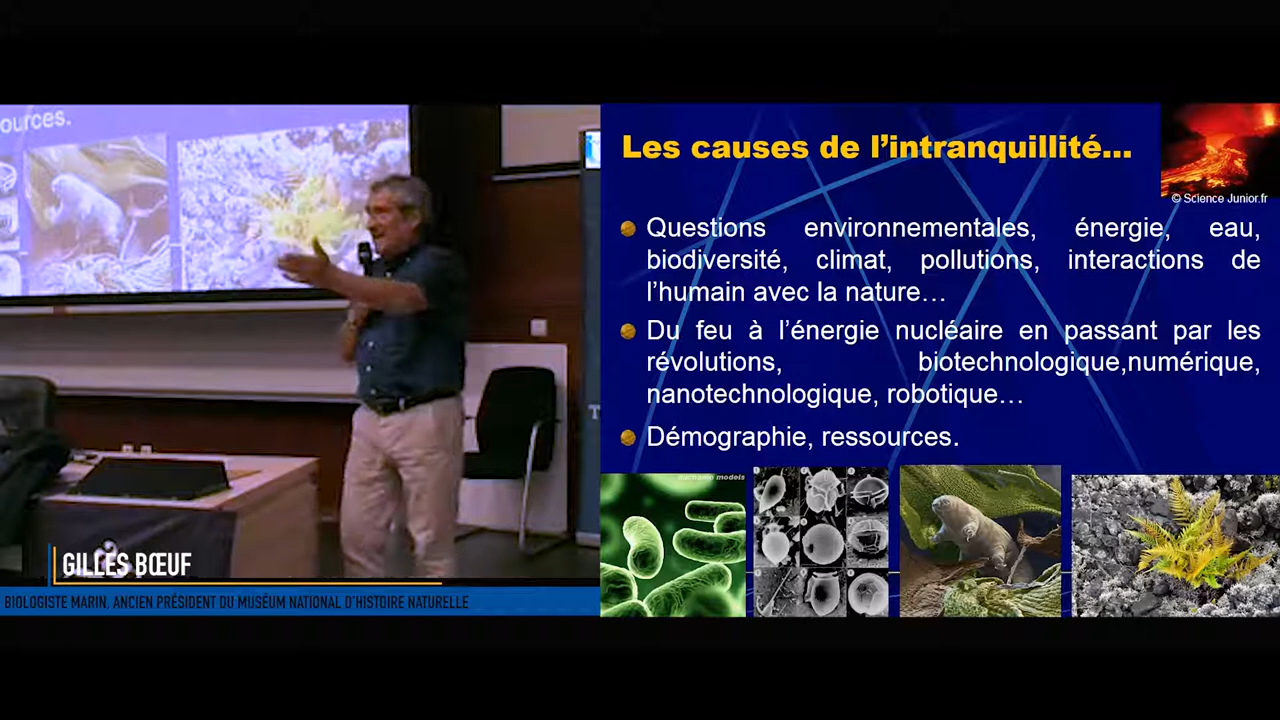 ources.
GILLES BŒUF
BIOLOGISTE MARIN, ANCIEN PRÉSIDENT DU MUSÉUM NATIONAL D'HISTOIRE NATURELLE
Les causes de l'intranquillité...
© Science Junior.fr
Questions environnementales, énergie, eau,
biodiversité, climat, pollutions, interactions de
l'humain avec la nature…
Du feu à l'énergie nucléaire en passant par les
révolutions, biotechnologique,numérique,
nanotechnologique, robotique…
Démographie, ressources.